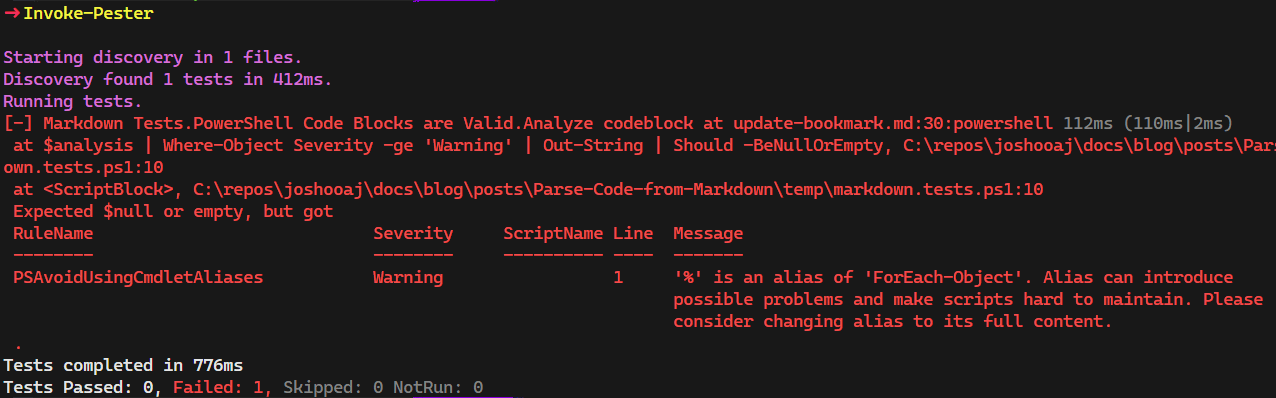 ➜ Invoke-Pester
Starting discovery in 1 files.
Discovery found 1 tests in 412ms.
Running tests.
[-] Markdown Tests.PowerShell Code Blocks are Valid.Analyze codeblock at update-bookmark.md:30:powershell 112ms (110ms|2ms)
at $analysis | Where-Object Severity -ge 'Warning' | Out-String | Should -BeNullOrEmpty, C:\repos\joshooaj\docs\blog\posts\Pars
own.tests.ps1:10
at <ScriptBlock>, C:\repos\joshooaj\docs\blog\posts\Parse-Code-from-Markdown\temp\markdown.tests.ps1:10
Expected $null or empty, but got
RuleName Severity ScriptName Line Message
-------- -------- ---------- ---- -------
PSAvoidUsingCmdletAliases Warning 1 '%' is an alias of 'ForEach-Object'. Alias can introduce
possible problems and make scripts hard to maintain. Please
consider changing alias to its full content.
.
Tests completed in 776ms
Tests Passed: 0, Failed: 1, Skipped: 0 NotRun: 0